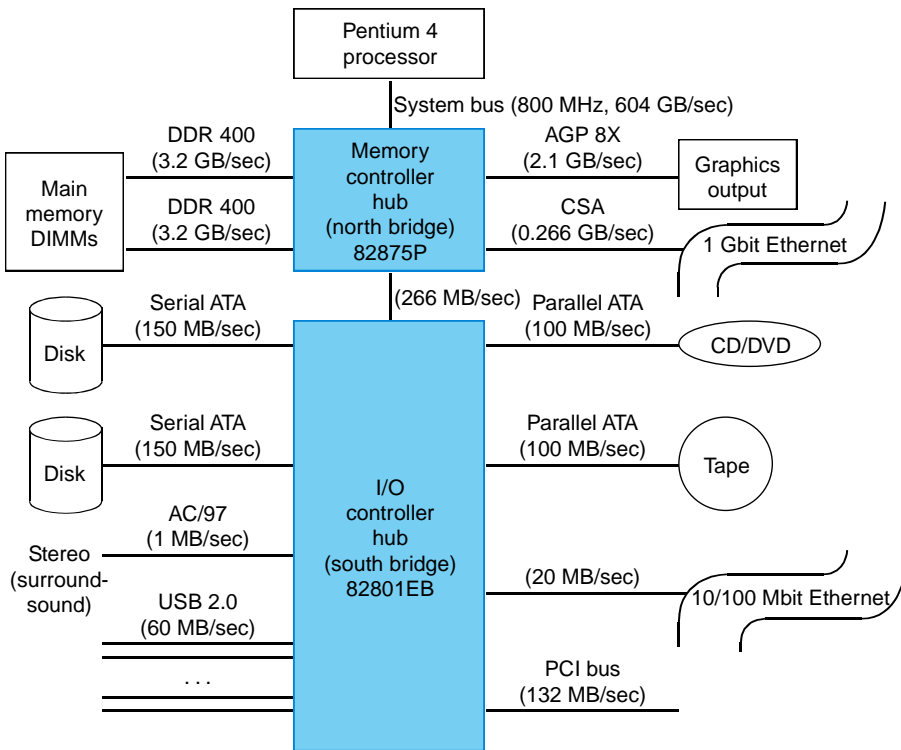 Pentium 4
processor
System bus (800 MHz, 604 GB/sec)
DDR 400
(3.2 GB/sec)
Memory
controller
hub
(north bridge)
82875P
AGP 8X
(2.1 GB/sec)
Graphics
output
Main
memory
DIMMs
DDR 400
(3.2 GB/sec)
CSA
(0.266 GB/sec)
1 Gbit Ethernet
(266 MB/sec)
Serial ATA
(150 MB/sec)
Disk
Parallel ATA
(100 MB/sec)
CD/DVD
Serial ATA
(150 MB/sec)
Disk
Parallel ATA
(100 MB/sec)
Tape
I/O
controller
hub
(south bridge)
82801EB
AC/97
(1 MB/sec)
Stereo
(surround-
sound)
(20 MB/sec)
10/100 Mbit Ethernet
USB 2.0
(60 MB/sec)
. . .
PCI bus
(132 MB/sec)